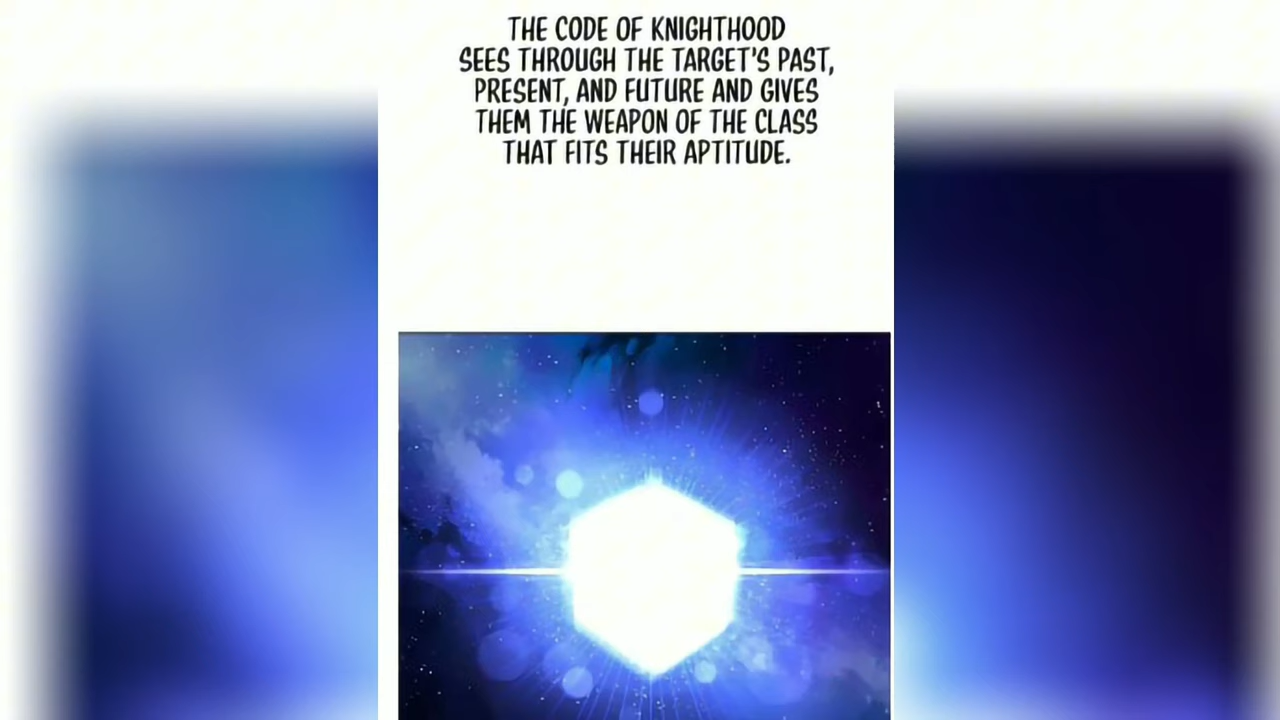 THE CODE OF KNIGHTHOOD
SEES THROUGH THE TARGET'S PAST,
PRESENT, AND FUTURE AND GIVES
THEM THE WEAPON OF THE CLASS
THAT FITS THEIR APTITUDE.